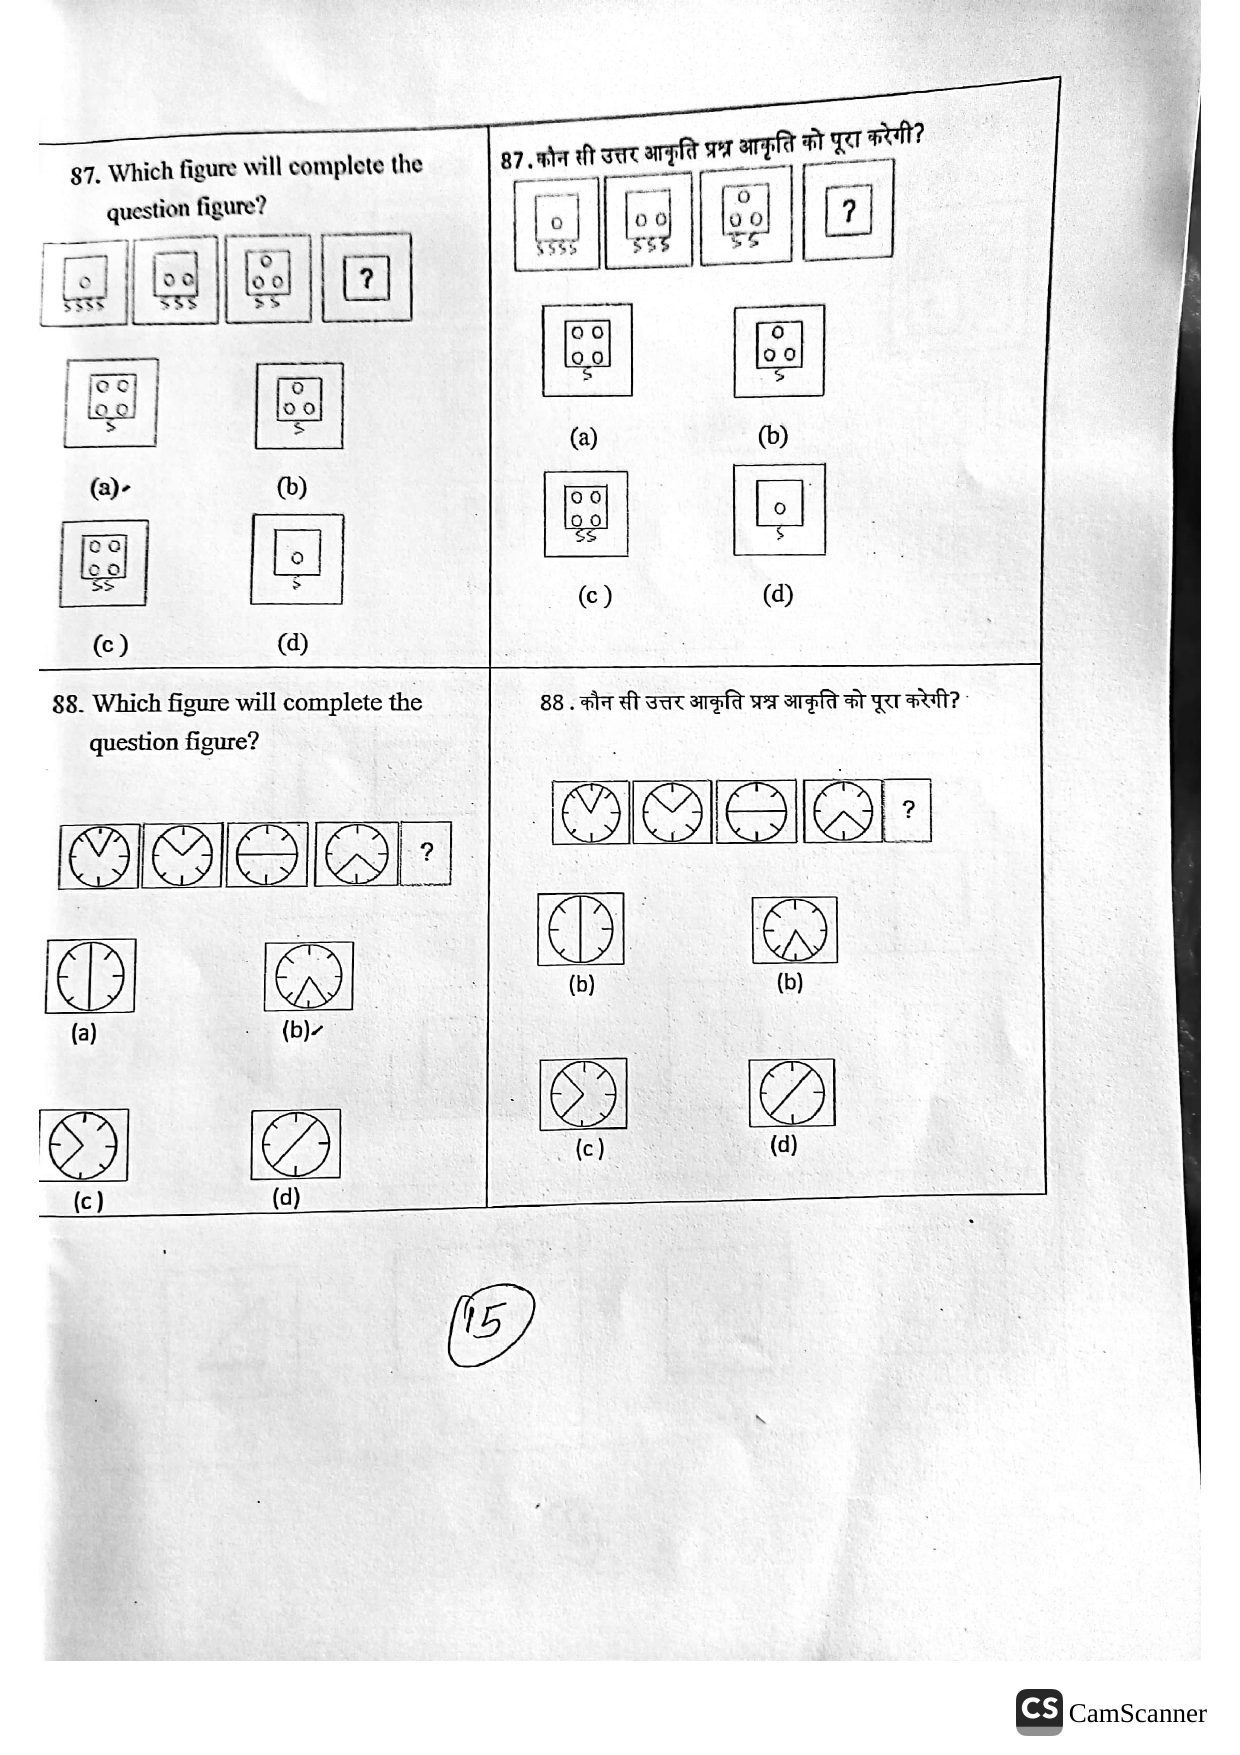 87. Which figure will complete the
question figure?
?
(a)
(b)
(c )
(d)
87.कौन सी उत्तर आकृति प्रश्न आकृति को पूरा करेगी?
?
(a)
(b)
(c )
(d)
88. Which figure will complete the
question figure?
?
(a)
(b)
(c )
(d)
88 . कौन सी उत्तर आकृति प्रश्न आकृति को पूरा करेगी?
?
(b)
(b)
(c )
(d)
15
CS CamScanner